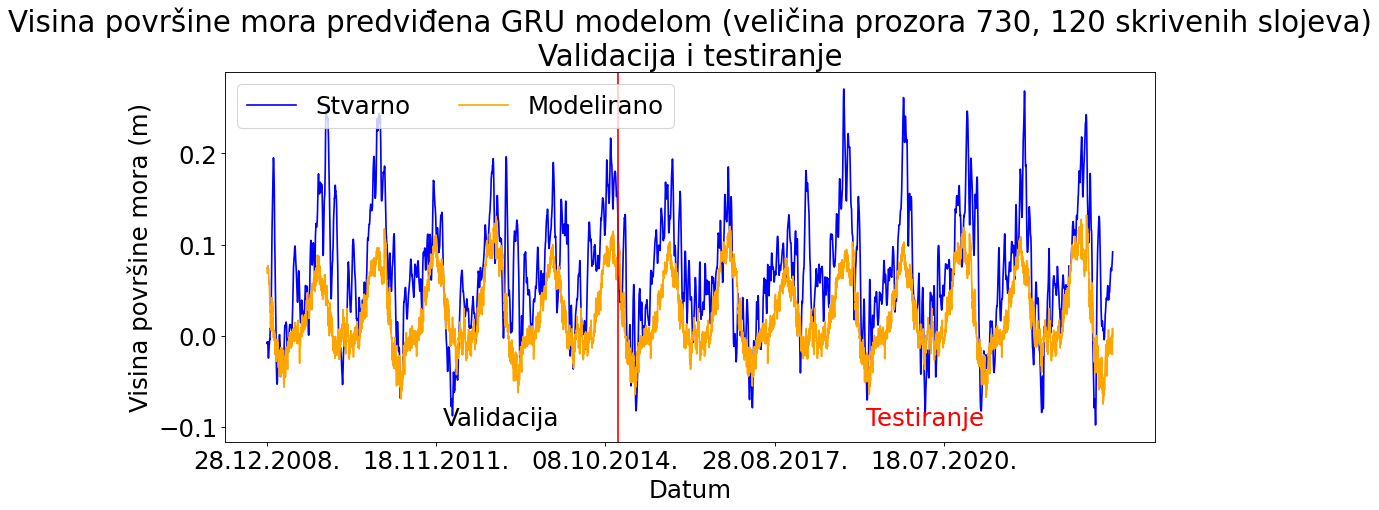 Visina površine mora predviđena GRU modelom (veličina prozora 730, 120 skrivenih slojeva)
Validacija i testiranje
Stvarno
Modelirano
Visina površine mora (m)
0.2
0.1
0.0
−0.1
Validacija
Testiranje
28.12.2008.
18.11.2011.
08.10.2014.
28.08.2017.
18.07.2020.
Datum